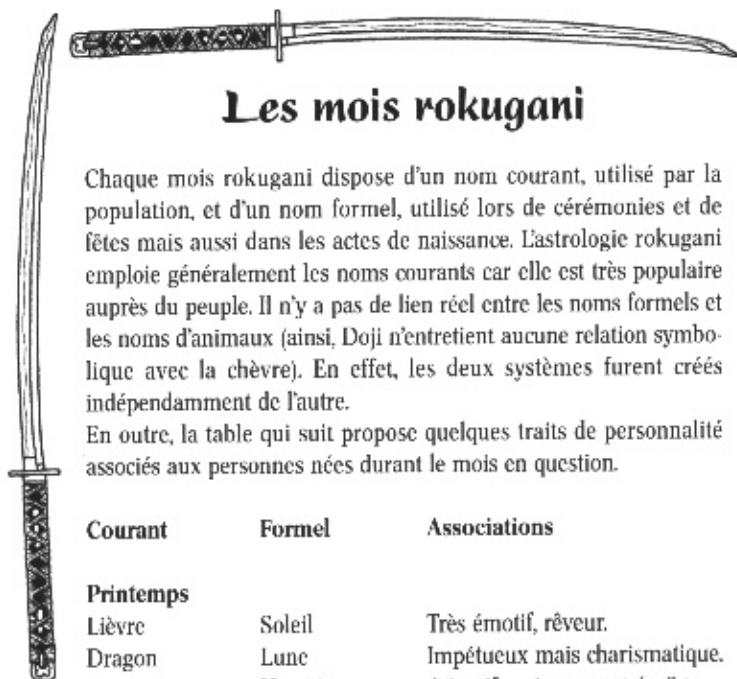 Les mois rokugani
Chaque mois rokugani dispose d'un nom courant, utilisé par la
population, et d'un nom formel, utilisé lors de cérémonies et de
fêtes mais aussi dans les actes de naissance. L'astrologie rokugani
emploie généralement les noms courants car elle est très populaire
auprès du peuple. Il n'y a pas de lien réel entre les noms formels et
les noms d'animaux (ainsi, Doji n'entretient aucune relation symbo-
lique avec la chèvre). En effet, les deux systèmes furent créés
indépendamment de l'autre.
En outre, la table qui suit propose quelques traits de personnalité
associés aux personnes nées durant le mois en question.
Courant Formel Associations
Printemps
Lièvre Soleil Très émotif, rêveur.
Dragon Lune Impétueux mais charismatique.